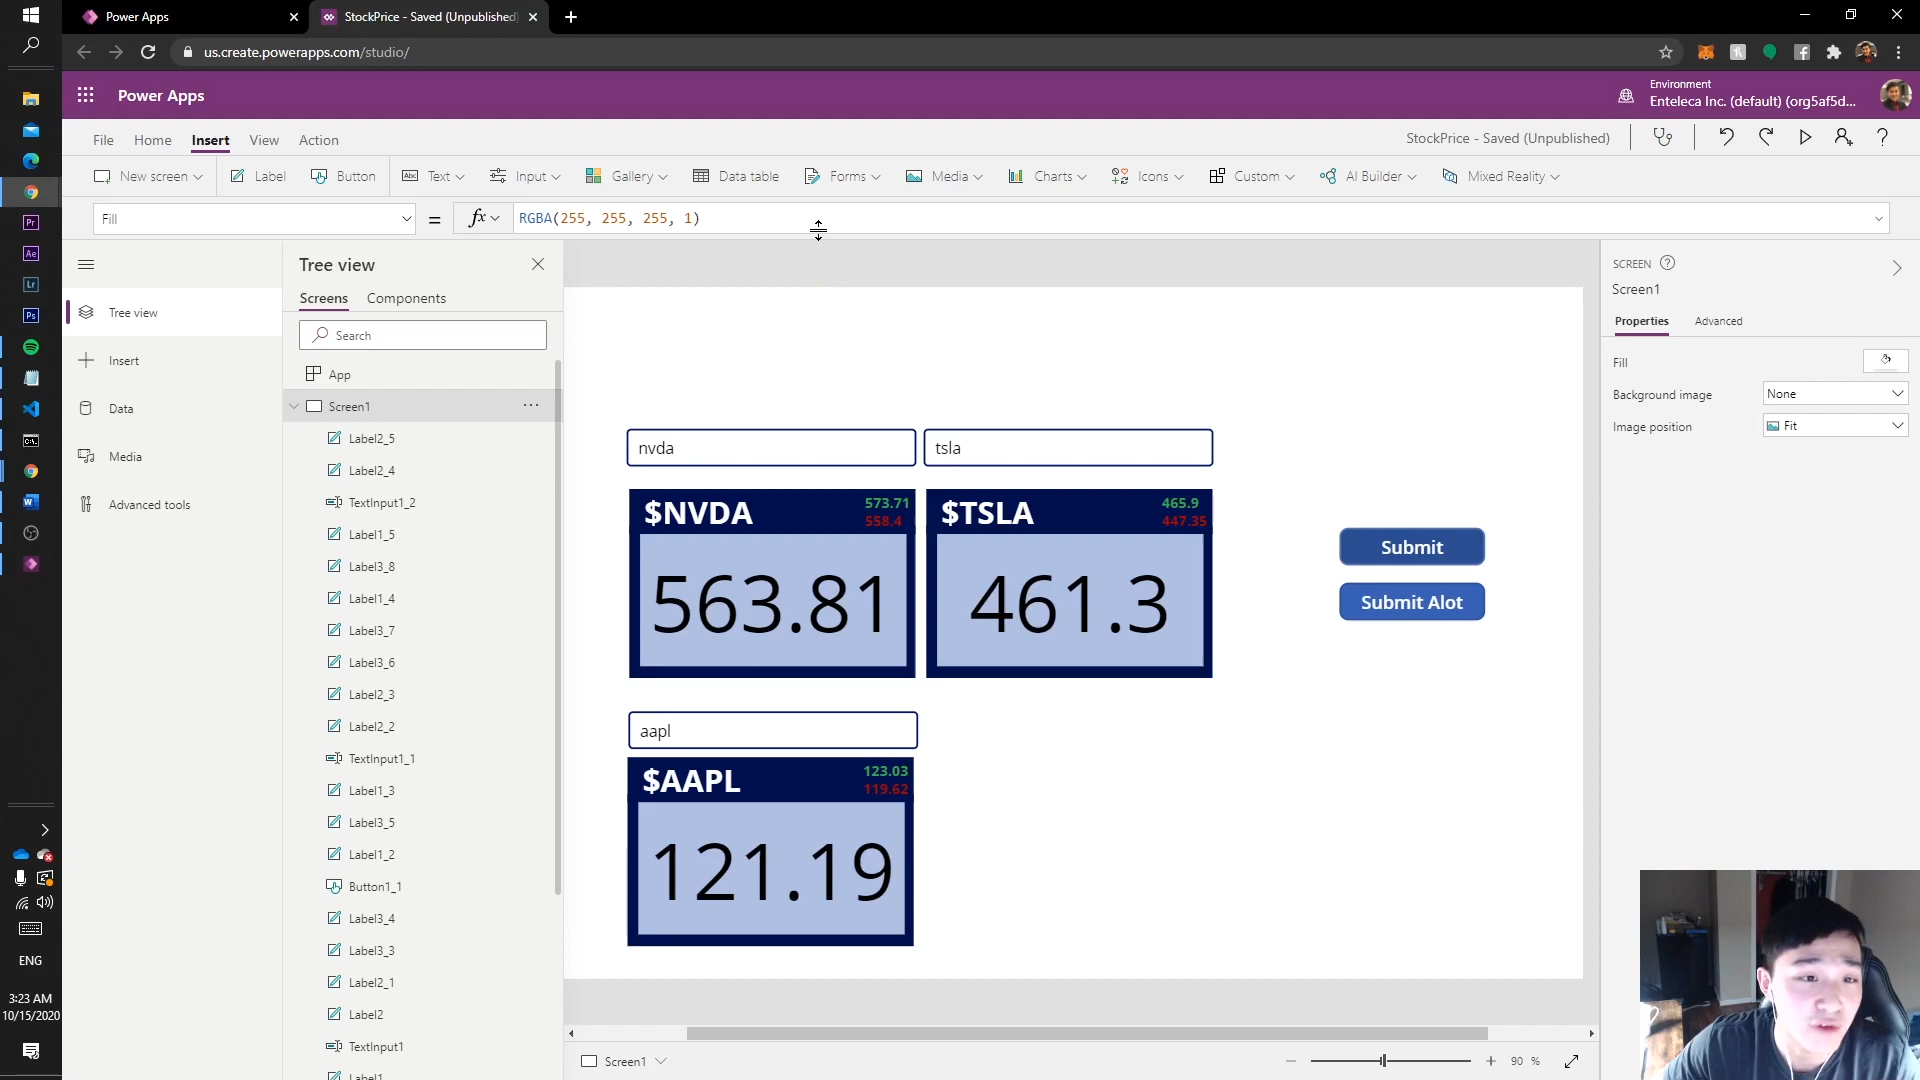 Power Apps
StockPrice - Saved (Unpublished)
us.create.powerapps.com/studio/
Power Apps
Environment
Enteleca Inc. (default) (org5af5d...
File Home Insert View Action
StockPrice - Saved (Unpublished)
New screen Label Button Text Input Gallery Data table Forms Media Charts Icons Custom AI Builder Mixed Reality
Fill = fx RGBA(255, 255, 255, 1)
Tree view
Insert
Data
Media
Advanced tools
Tree view
Screens Components
Search
App
Screen1
Label2_5
Label2_4
TextInput1_2
Label1_5
Label3_8
Label1_4
Label3_7
Label3_6
Label2_3
Label2_2
TextInput1_1
Label1_3
Label3_5
Label1_2
Button1_1
Label3_4
Label3_3
Label2_1
Label2
TextInput1
Label1
nvda
tsla
$NVDA
573.71
558.4
563.81
$TSLA
465.9
447.35
461.3
Submit
Submit Alot
aapl
$AAPL
123.03
119.62
121.19
Screen1
90 %
SCREEN
Screen1
Properties Advanced
Fill
Background image None
Image position Fit
Pr
Ae
Lr
Ps
ENG
3:23 AM
10/15/2020